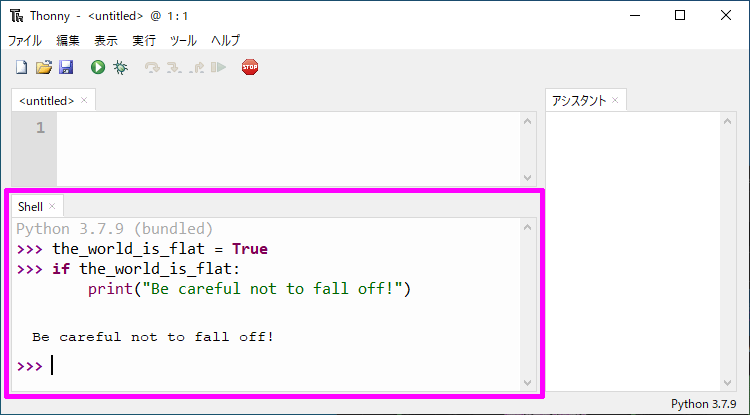 Thonny - <untitled> @ 1 : 1
ファイル 編集 表示 実行 ツール ヘルプ
STOP
<untitled> ×
アシスタント ×
1
Shell ×
Python 3.7.9 (bundled)
>>> the_world_is_flat = True
>>> if the_world_is_flat:
        print("Be careful not to fall off!")
Be careful not to fall off!
>>>
Python 3.7.9